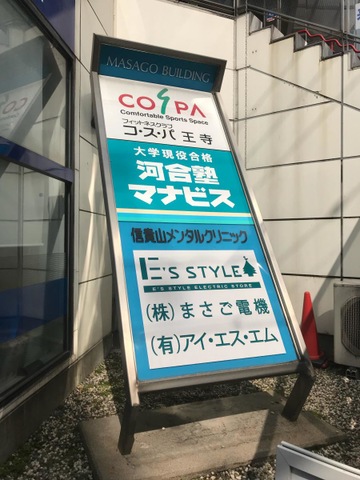 MASAGO BUILDING
CO/PA
Comfortable Sports Space
フィットネスクラブ
コ・ス・パ 王寺
大学現役合格
河合塾
マナビス
信貴山メンタルクリニック
E's STYLE
E'S STYLE ELECTRIC STORE
(株)まさご電機
(有)アイ・エス・エム